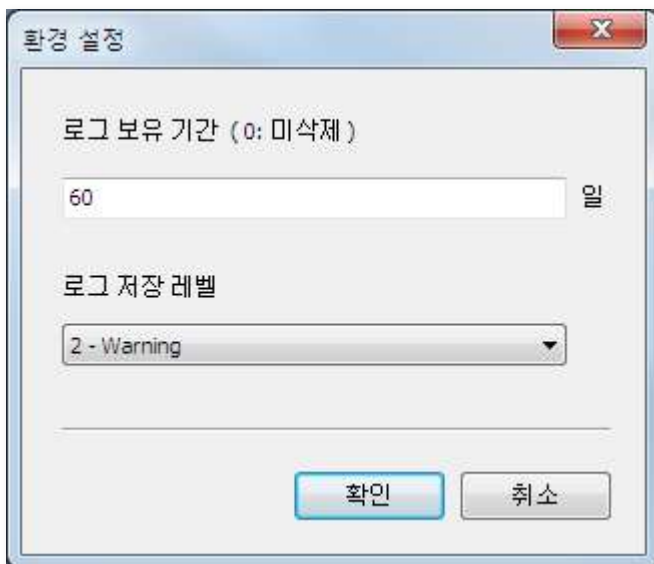 환경 설정
로그 보유 기간 ( 0: 미삭제 )
60 일
로그 저장 레벨
2 - Warning
확인 취소